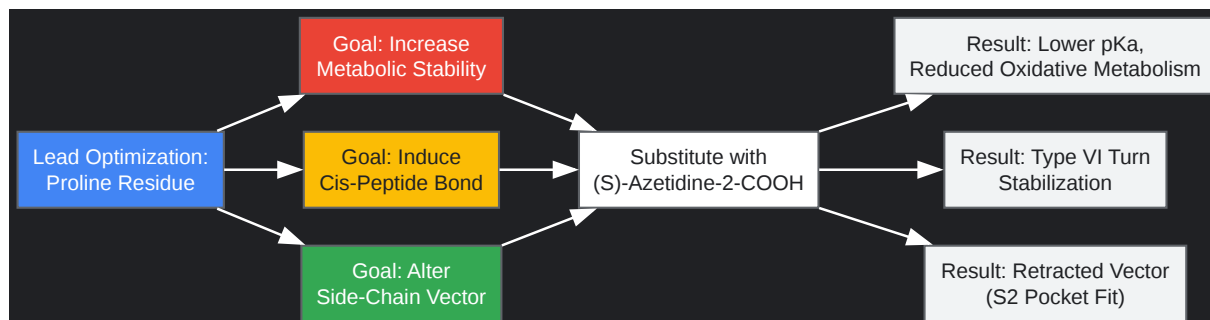 Lead Optimization:
Proline Residue
Goal: Increase
Metabolic Stability
Goal: Induce
Cis-Peptide Bond
Goal: Alter
Side-Chain Vector
Substitute with
(S)-Azetidine-2-COOH
Result: Lower pKa,
Reduced Oxidative Metabolism
Result: Type VI Turn
Stabilization
Result: Retracted Vector
(S2 Pocket Fit)